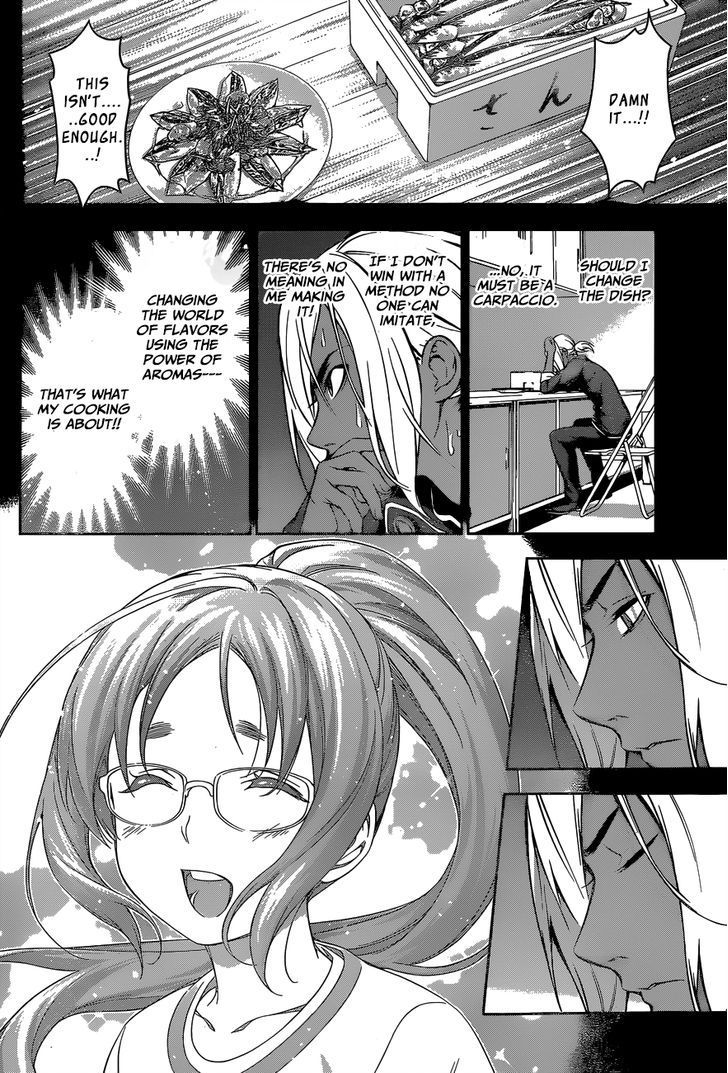 DAMN
IT...!!
THIS
ISN'T....
..GOOD
ENOUGH.
..!
SHOULD I
CHANGE
THE DISH?
...NO, IT
MUST BE A
CARPACCIO.
IF I DON'T
WIN WITH A
METHOD NO
ONE CAN
IMITATE,
THERE'S NO
MEANING IN
ME MAKING
IT!
CHANGING
THE WORLD
OF FLAVORS
USING THE
POWER OF
AROMAS---
THAT'S WHAT
MY COOKING
IS ABOUT!!